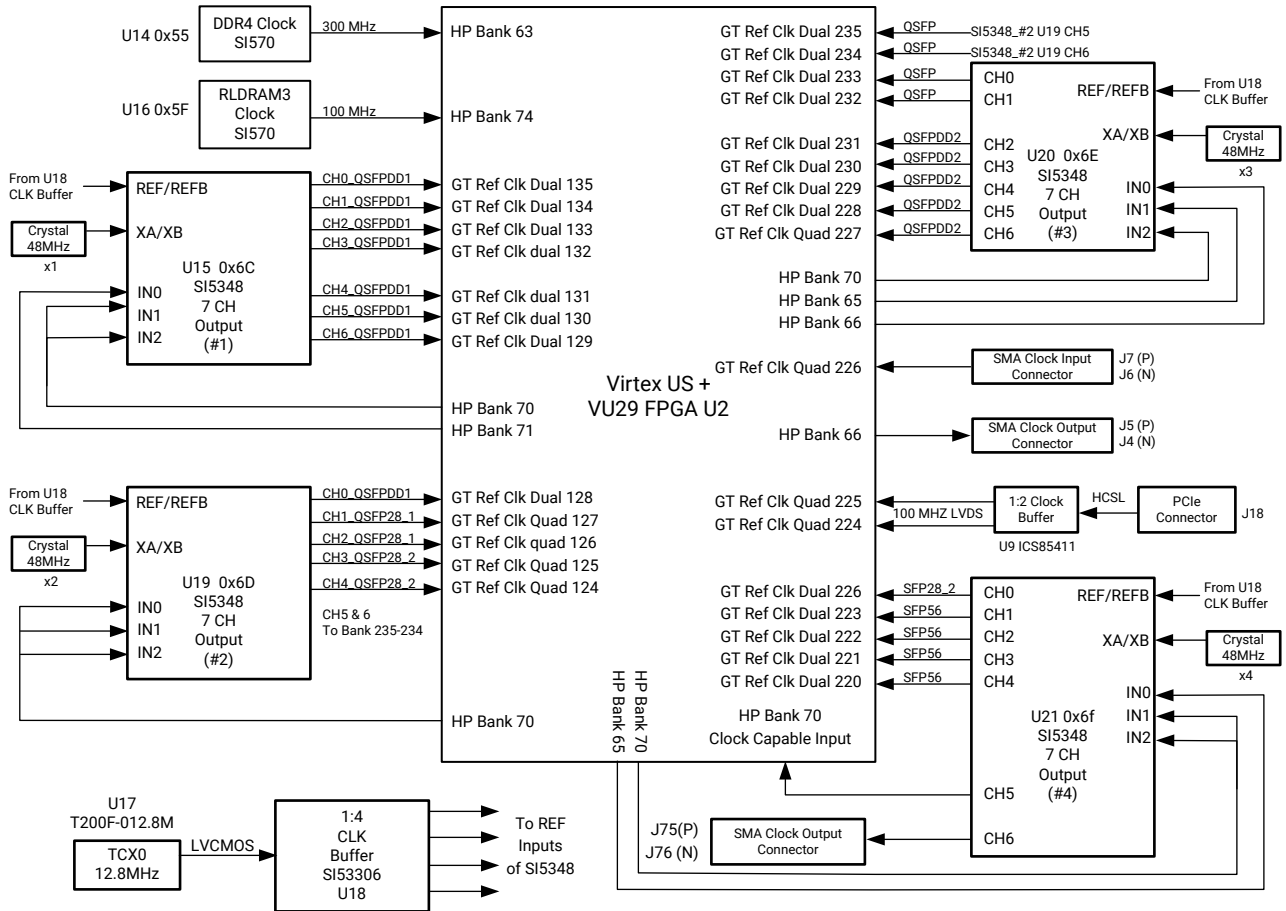 U14 0x55
DDR4 Clock
SI570
300 MHz
HP Bank 63
U16 0x5F
RLDRAM3
Clock
SI570
100 MHz
HP Bank 74
From U18
CLK Buffer
REF/REFB
Crystal
48MHz
x1
XA/XB
U15 0x6C
SI5348
7 CH
Output
(#1)
IN0
IN1
IN2
CH0_QSFPDD1
CH1_QSFPDD1
CH2_QSFPDD1
CH3_QSFPDD1
CH4_QSFPDD1
CH5_QSFPDD1
CH6_QSFPDD1
GT Ref Clk Dual 135
GT Ref Clk Dual 134
GT Ref Clk Dual 133
GT Ref Clk dual 132
GT Ref Clk dual 131
GT Ref Clk dual 130
GT Ref Clk Dual 129
HP Bank 70
HP Bank 71
From U18
CLK Buffer
REF/REFB
Crystal
48MHz
x2
XA/XB
U19 0x6D
SI5348
7 CH
Output
(#2)
IN0
IN1
IN2
CH0_QSFPDD1
CH1_QSFP28_1
CH2_QSFP28_1
CH3_QSFP28_2
CH4_QSFP28_2
CH5 & 6
To Bank 235-234
GT Ref Clk Dual 128
GT Ref Clk Quad 127
GT Ref Clk quad 126
GT Ref Clk Quad 125
GT Ref Clk Quad 124
HP Bank 70
U17
T200F-012.8M
TCX0
12.8MHz
LVCMOS
1:4
CLK
Buffer
SI53306
U18
To REF
Inputs
of SI5348
Virtex US +
VU29 FPGA U2
GT Ref Clk Dual 235
GT Ref Clk Dual 234
GT Ref Clk Dual 233
GT Ref Clk Dual 232
GT Ref Clk Dual 231
GT Ref Clk Dual 230
GT Ref Clk Dual 229
GT Ref Clk Dual 228
GT Ref Clk Quad 227
QSFP
QSFP
QSFP
QSFP
QSFPDD2
QSFPDD2
QSFPDD2
QSFPDD2
QSFPDD2
SI5348_#2 U19 CH5
SI5348_#2 U19 CH6
CH0
CH1
CH2
CH3
CH4
CH5
CH6
REF/REFB
XA/XB
U20 0x6E
SI5348
7 CH
Output
(#3)
IN0
IN1
IN2
From U18
CLK Buffer
Crystal
48MHz
x3
HP Bank 70
HP Bank 65
HP Bank 66
GT Ref Clk Quad 226
SMA Clock Input
Connector
J7 (P)
J6 (N)
HP Bank 66
SMA Clock Output
Connector
J5 (P)
J4 (N)
GT Ref Clk Quad 225
GT Ref Clk Quad 224
100 MHZ LVDS
1:2 Clock
Buffer
U9 ICS85411
HCSL
PCIe
Connector
J18
GT Ref Clk Dual 226
GT Ref Clk Dual 223
GT Ref Clk Dual 222
GT Ref Clk Dual 221
GT Ref Clk Dual 220
SFP28_2
SFP56
SFP56
SFP56
SFP56
CH0
CH1
CH2
CH3
CH4
REF/REFB
XA/XB
U21 0x6f
SI5348
7 CH
Output
(#4)
IN0
IN1
IN2
From U18
CLK Buffer
Crystal
48MHz
x4
HP Bank 65
HP Bank 70
HP Bank 70
Clock Capable Input
CH5
CH6
J75(P)
J76 (N)
SMA Clock Output
Connector